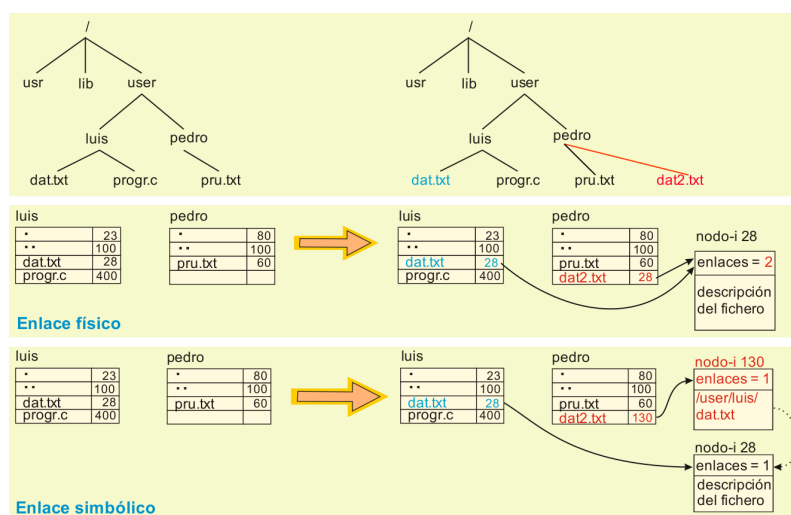 /
usr lib user
luis pedro
dat.txt progr.c pru.txt
/
usr lib user
luis pedro
dat.txt progr.c pru.txt dat2.txt
luis
. 23
.. 100
dat.txt 28
progr.c 400
pedro
. 80
.. 100
pru.txt 60
luis
. 23
.. 100
dat.txt 28
progr.c 400
pedro
. 80
.. 100
pru.txt 60
dat2.txt 28
nodo-i 28
enlaces = 2
descripción
del fichero
Enlace físico
luis
. 23
.. 100
dat.txt 28
progr.c 400
pedro
. 80
.. 100
pru.txt 60
luis
. 23
.. 100
dat.txt 28
progr.c 400
pedro
. 80
.. 100
pru.txt 60
dat2.txt 130
nodo-i 130
enlaces = 1
/user/luis/
dat.txt
nodo-i 28
enlaces = 1
descripción
del fichero
Enlace simbólico